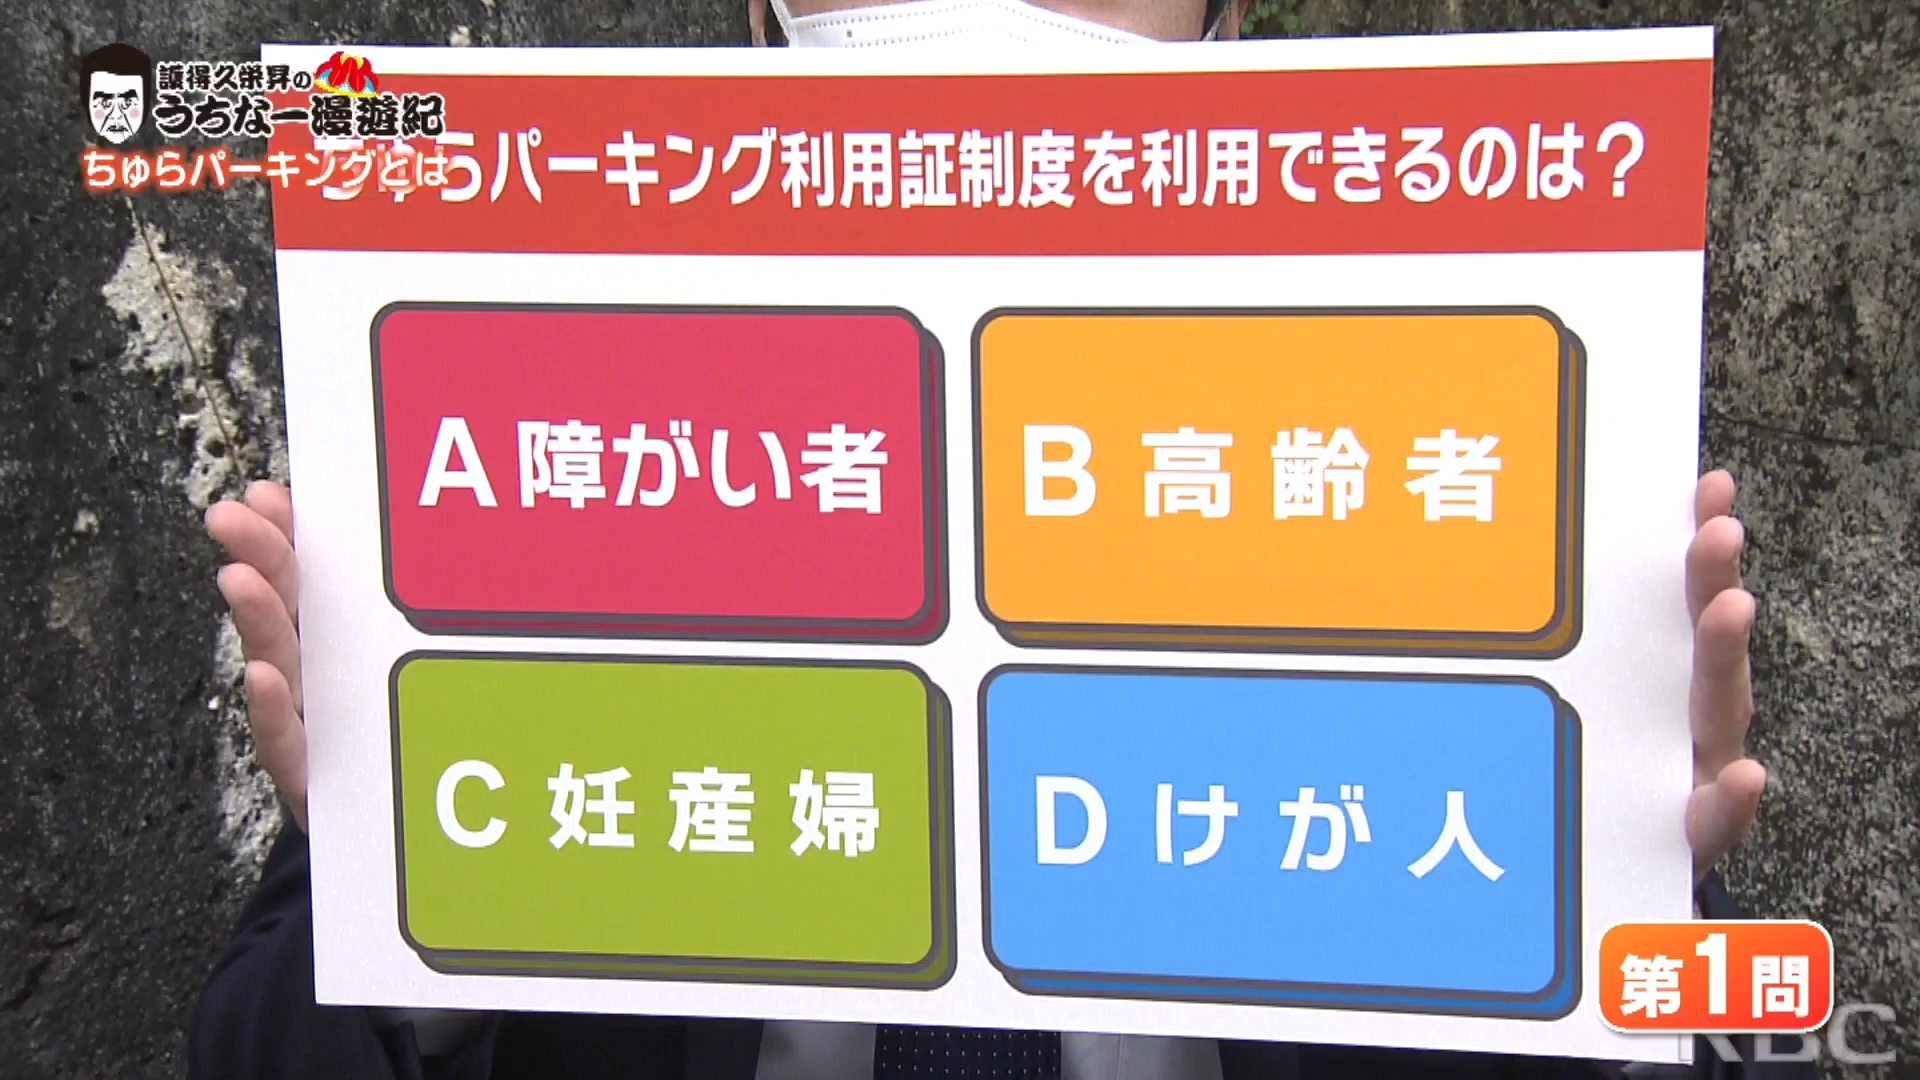 護得久栄昇の
うちなー漫遊紀
ちゅらパーキングとは
ちゅらパーキング利用証制度を利用できるのは？
A 障がい者
B 高齢者
C 妊産婦
D けが人
第1問
RBC